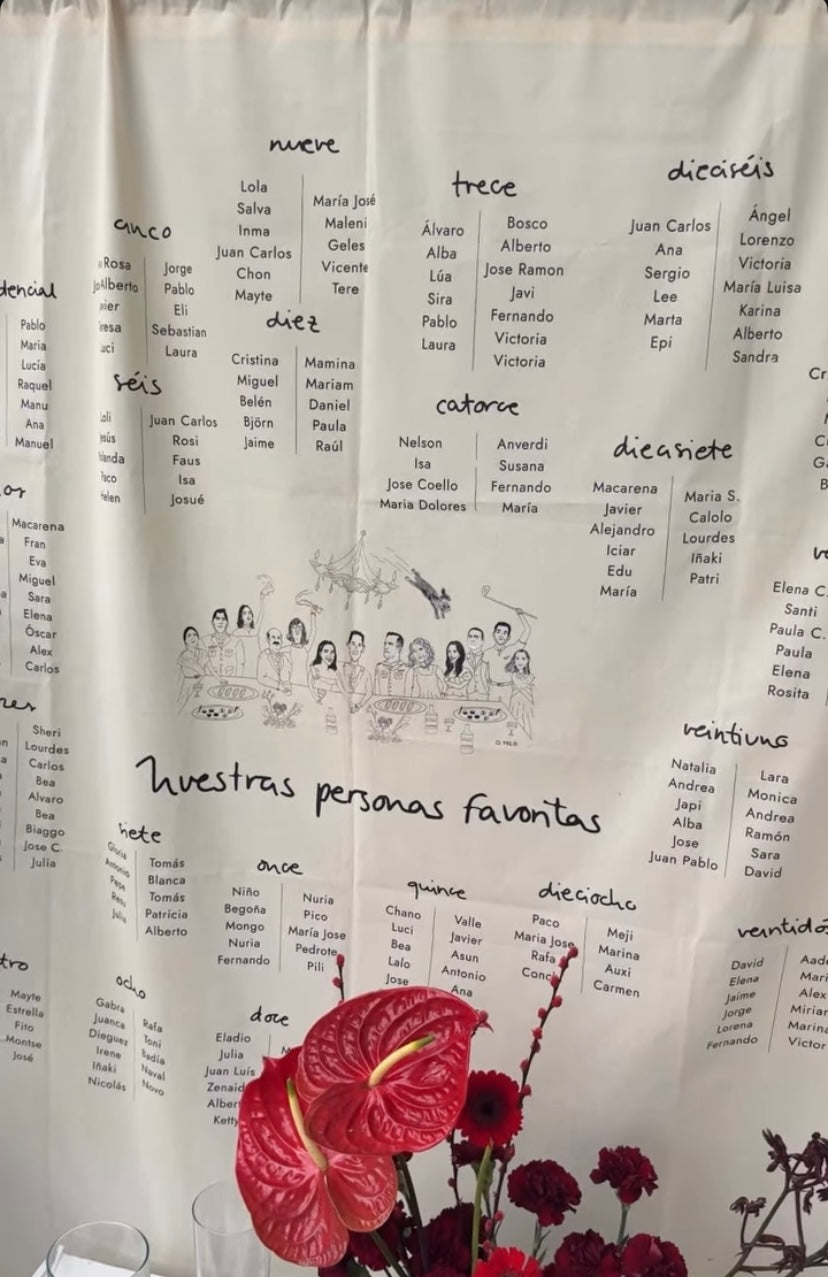 nueve
Lola
Salva
Inma
Juan Carlos
Chon
Mayte
María José
Maleni
Geles
Vicente
Tere
trece
Álvaro
Alba
Lúa
Sira
Pablo
Laura
Bosco
Alberto
Jose Ramon
Javi
Fernando
Victoria
Victoria
dieciséis
Juan Carlos
Ana
Sergio
Lee
Marta
Epi
Ángel
Lorenzo
Victoria
María Luisa
Karina
Alberto
Sandra
cinco
Rosa
Alberto
Jorge
Pablo
Eli
Sebastian
Laura
Pablo
Maria
Lucía
Raquel
Manu
Ana
Manuel
diez
Cristina
Miguel
Belén
Björn
Jaime
Mamina
Mariam
Daniel
Paula
Raúl
séis
Juan Carlos
Rosi
Faus
Isa
Josué
catorce
Nelson
Isa
Jose Coello
Maria Dolores
Anverdi
Susana
Fernando
María
diecisiete
Macarena
Javier
Alejandro
Iciar
Edu
María
Maria S.
Calolo
Lourdes
Iñaki
Patri
Macarena
Fran
Eva
Miguel
Sara
Elena
Óscar
Alex
Carlos
Elena C.
Santi
Paula C.
Paula
Elena
Rosita
Sheri
Lourdes
Carlos
Bea
Alvaro
Bea
Biaggo
Jose C.
Julia
nuestras personas favoritas
veintiuno
Natalia
Andrea
Japi
Alba
Jose
Juan Pablo
Lara
Monica
Andrea
Ramón
Sara
David
siete
Gloria
Antonio
Pepe
Julia
Tomás
Blanca
Tomás
Patricia
Alberto
once
Niño
Begoña
Mongo
Nuria
Fernando
Nuria
Pico
María Jose
Pedrote
Pili
quince
Chano
Luci
Bea
Lalo
Jose
Valle
Javier
Asun
Antonio
Ana
dieciocho
Paco
Maria Jose
Rafa
Meji
Marina
Auxi
Carmen
David
Elena
Jaime
Jorge
Lorena
Fernando
Alex
Mayte
Estrella
Fito
Montse
José
ocho
Gabra
Juanca
Dieguez
Irene
Iñaki
Nicolás
Rafa
Toni
Badía
Naval
Novo
doce
Eladio
Julia
Juan Luis
Ketty